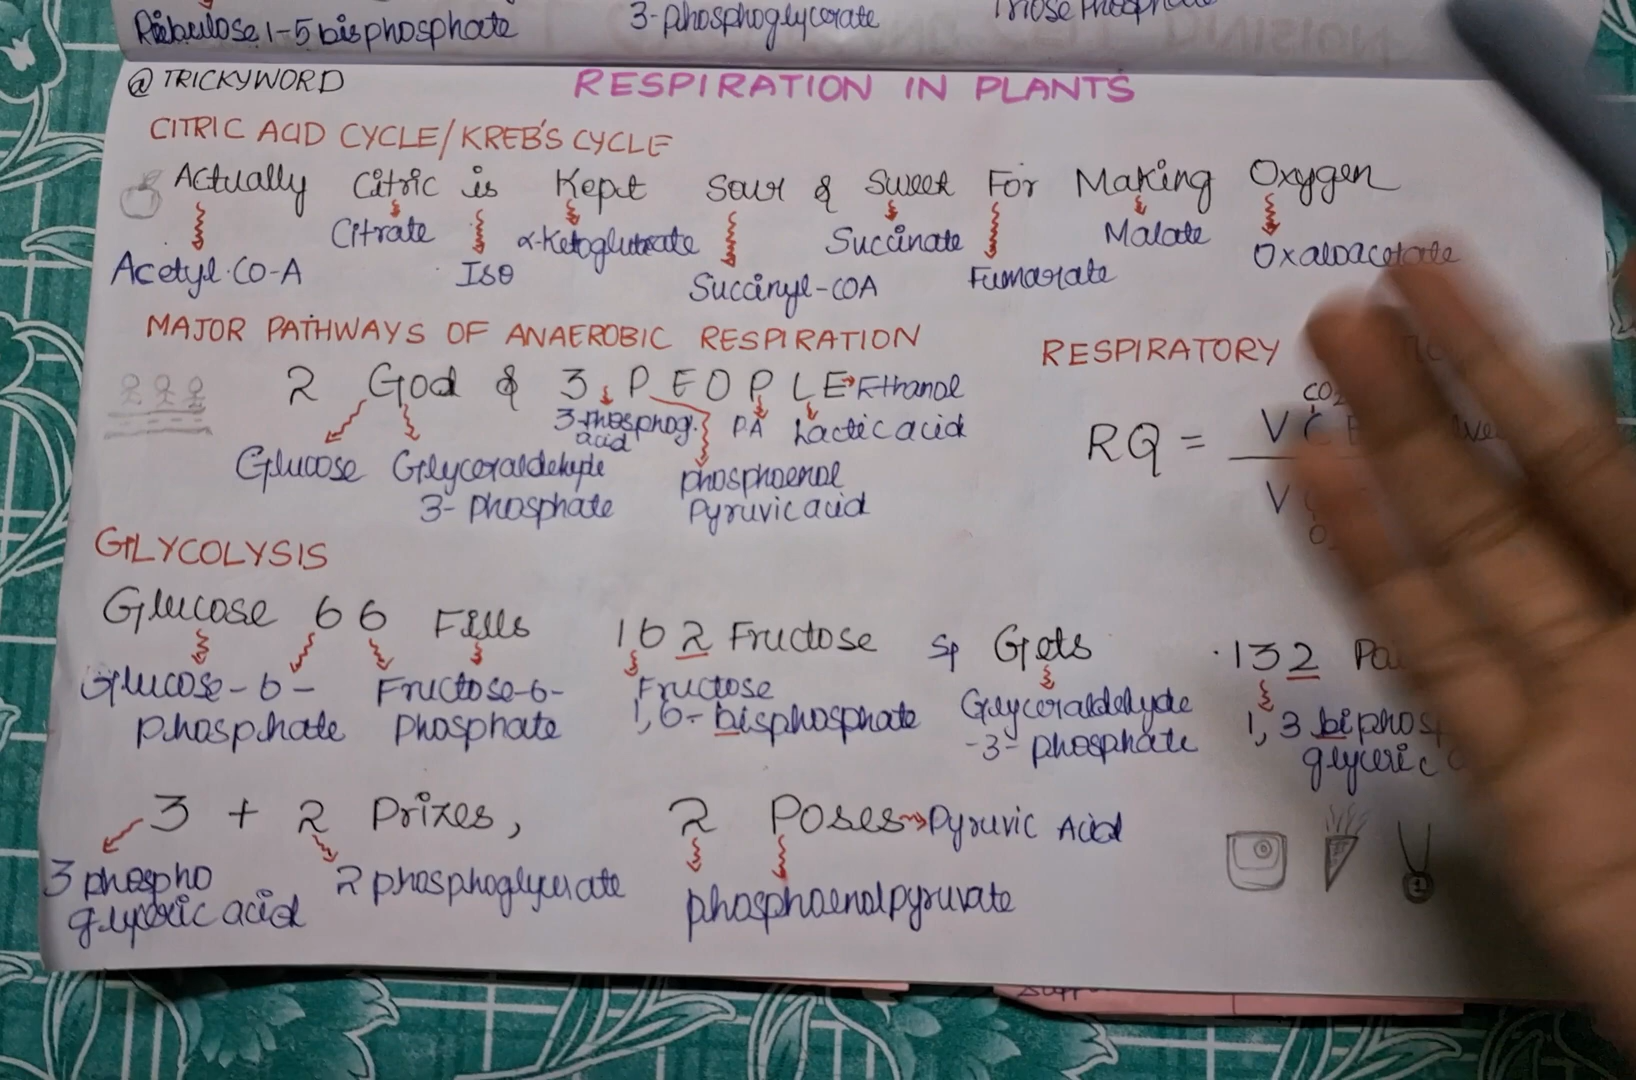 Ribulose 1-5 bisphosphate 3-phosphoglycerate Triose
@TRICKYWORD RESPIRATION IN PLANTS
CITRIC ACID CYCLE/KREB'S CYCLE
Actually Citric is Kept Sour & Sweet For Making Oxygen
Citrate α-Ketoglutarate Succinate Malate Oxaloacetate
Acetyl-CO-A Iso Succinyl-COA Fumarate
MAJOR PATHWAYS OF ANAEROBIC RESPIRATION RESPIRATORY
2 God & 3 PEOPLE Ethanol
3-Phosphog. acid P.A Lactic acid
Glucose Glyceraldehyde
3-phosphate
phosphoenol
pyruvic acid
CO2
RQ = V C
V
GLYCOLYSIS
Glucose 6 6 Fills 16 2 Fructose Sp Gets .132
Glucose-6- Fructose-6- Fructose Glyceraldehyde 1,3 biphos
phosphate Phosphate 1,6-bisphosphate -3-phosphate glyceric
3 + 2 Prizes, 2 Poses Pyruvic Acid
3 phospho 2 phosphoglycerate phosphoenolpyruvate
glyceric acid